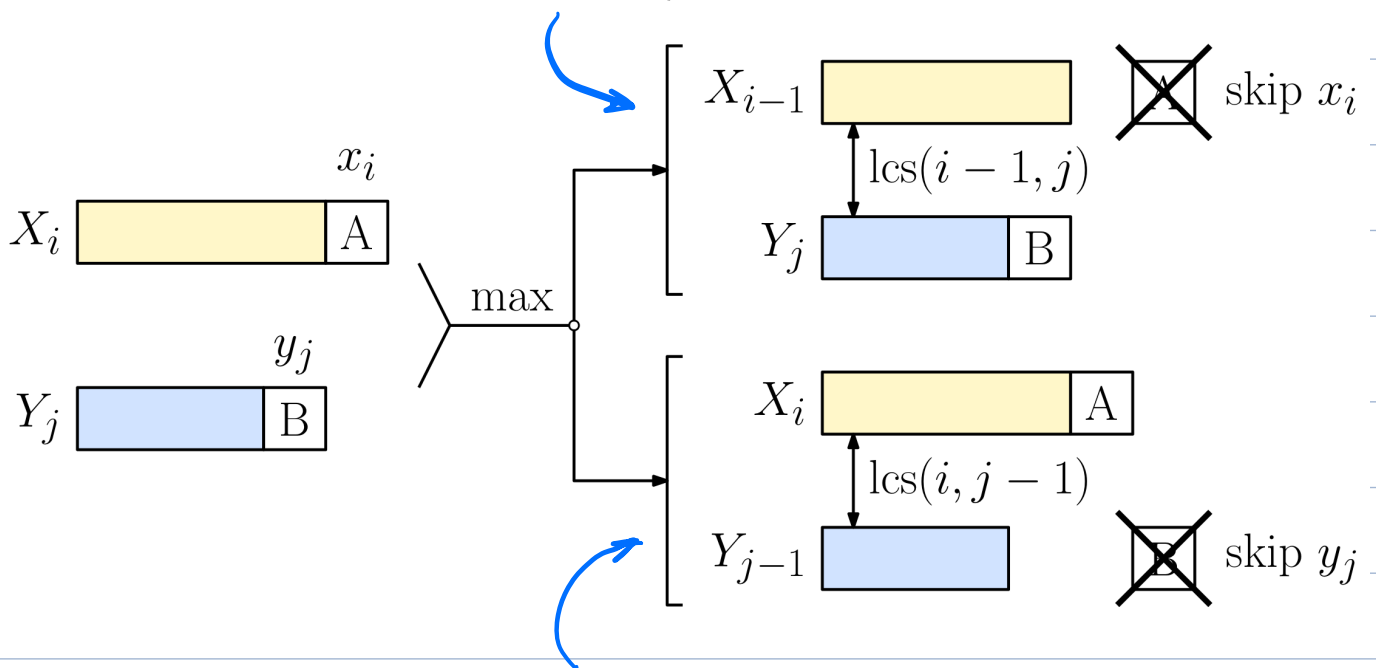 x_i
X_i A
max
y_j
Y_j B
X_{i−1} A skip x_i
lcs(i − 1, j)
Y_j B
X_i A
lcs(i, j − 1)
Y_{j−1} B skip y_j